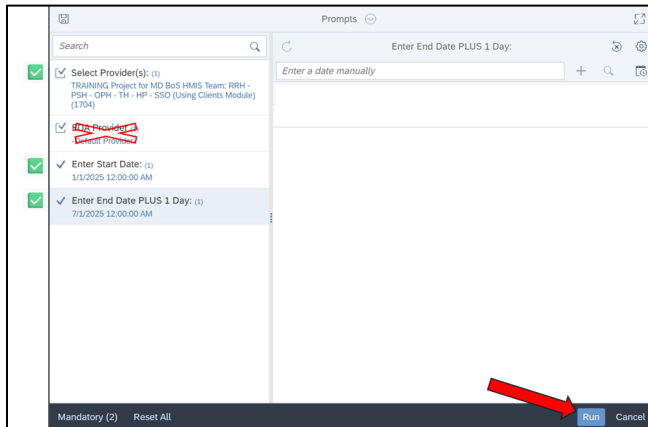 Prompts
Search
Enter End Date PLUS 1 Day:
Enter a date manually
Select Provider(s): (1)
TRAINING Project for MD BoS HMIS Team: RRH -
PSH - OPH - TH - HP - SSO (Using Clients Module)
(1704)
EDA Provider (1)
-Default Provider-
Enter Start Date: (1)
1/1/2025 12:00:00 AM
Enter End Date PLUS 1 Day: (1)
7/1/2025 12:00:00 AM
Mandatory (2) Reset All
Run Cancel